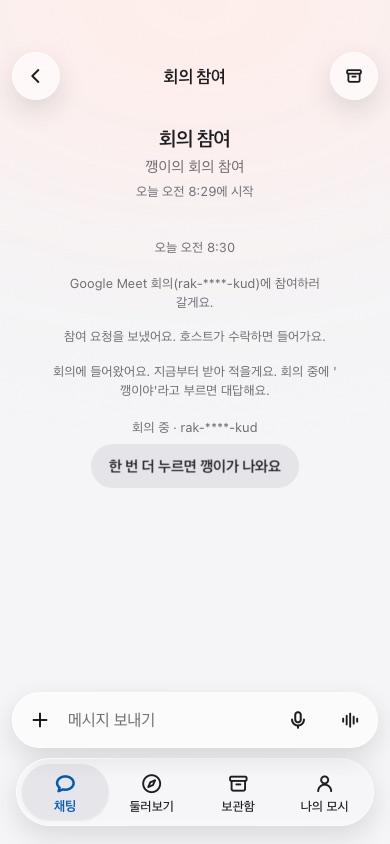 회의 참여
회의 참여
깽이의 회의 참여
오늘 오전 8:29에 시작
오늘 오전 8:30
Google Meet 회의(rak-****-kud)에 참여하러
갈게요.
참여 요청을 보냈어요. 호스트가 수락하면 들어가요.
회의에 들어왔어요. 지금부터 받아 적을게요. 회의 중에 '
깽이야'라고 부르면 대답해요.
회의 중 · rak-****-kud
한 번 더 누르면 깽이가 나와요
메시지 보내기
채팅
둘러보기
보관함
나의 모시